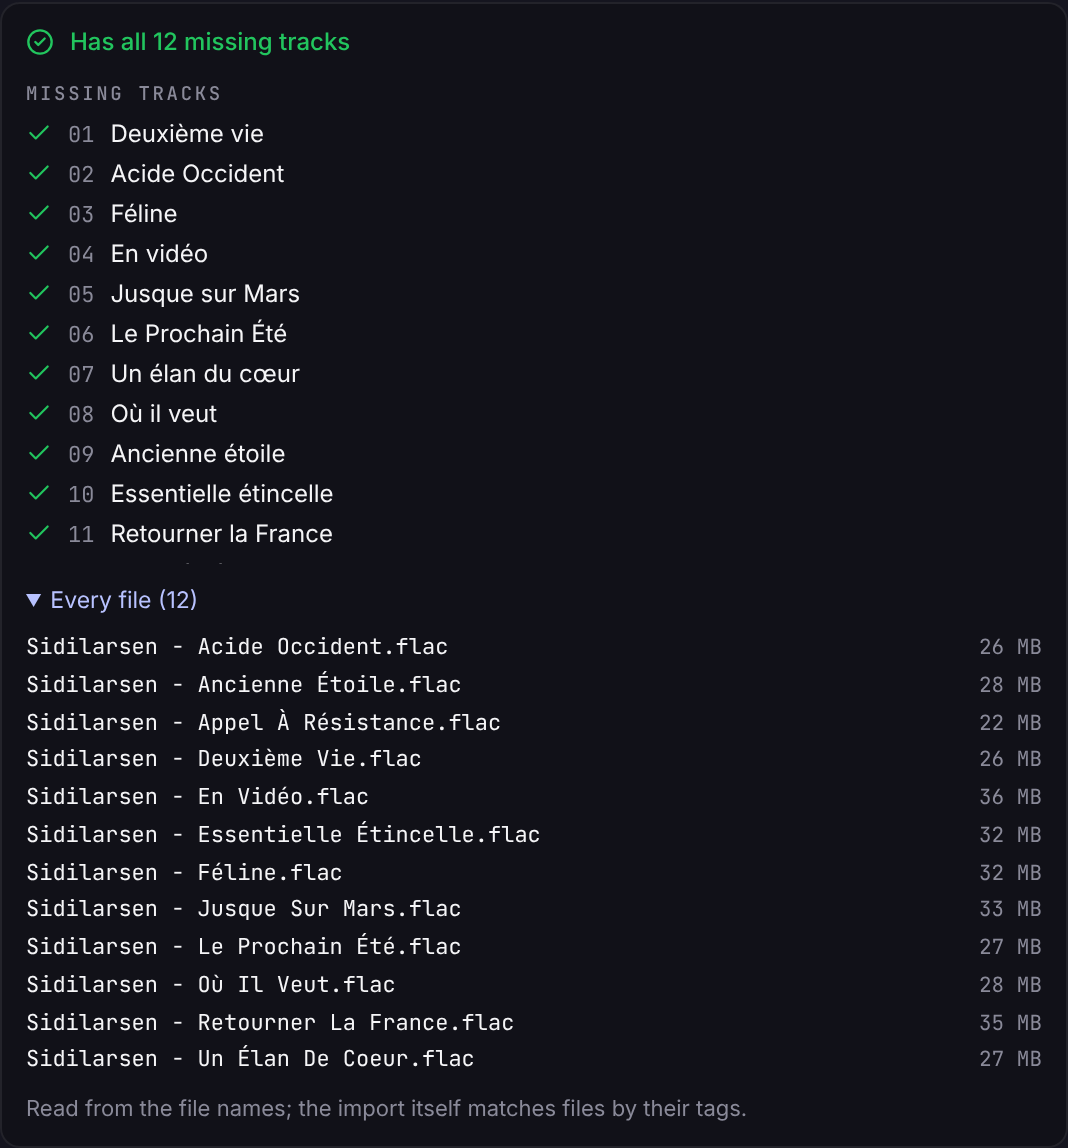 Has all 12 missing tracks
MISSING TRACKS
01 Deuxième vie
02 Acide Occident
03 Féline
04 En vidéo
05 Jusque sur Mars
06 Le Prochain Été
07 Un élan du cœur
08 Où il veut
09 Ancienne étoile
10 Essentielle étincelle
11 Retourner la France
▼ Every file (12)
Sidilarsen - Acide Occident.flac 26 MB
Sidilarsen - Ancienne Étoile.flac 28 MB
Sidilarsen - Appel À Résistance.flac 22 MB
Sidilarsen - Deuxième Vie.flac 26 MB
Sidilarsen - En Vidéo.flac 36 MB
Sidilarsen - Essentielle Étincelle.flac 32 MB
Sidilarsen - Féline.flac 32 MB
Sidilarsen - Jusque Sur Mars.flac 33 MB
Sidilarsen - Le Prochain Été.flac 27 MB
Sidilarsen - Où Il Veut.flac 28 MB
Sidilarsen - Retourner La France.flac 35 MB
Sidilarsen - Un Élan De Coeur.flac 27 MB
Read from the file names; the import itself matches files by their tags.